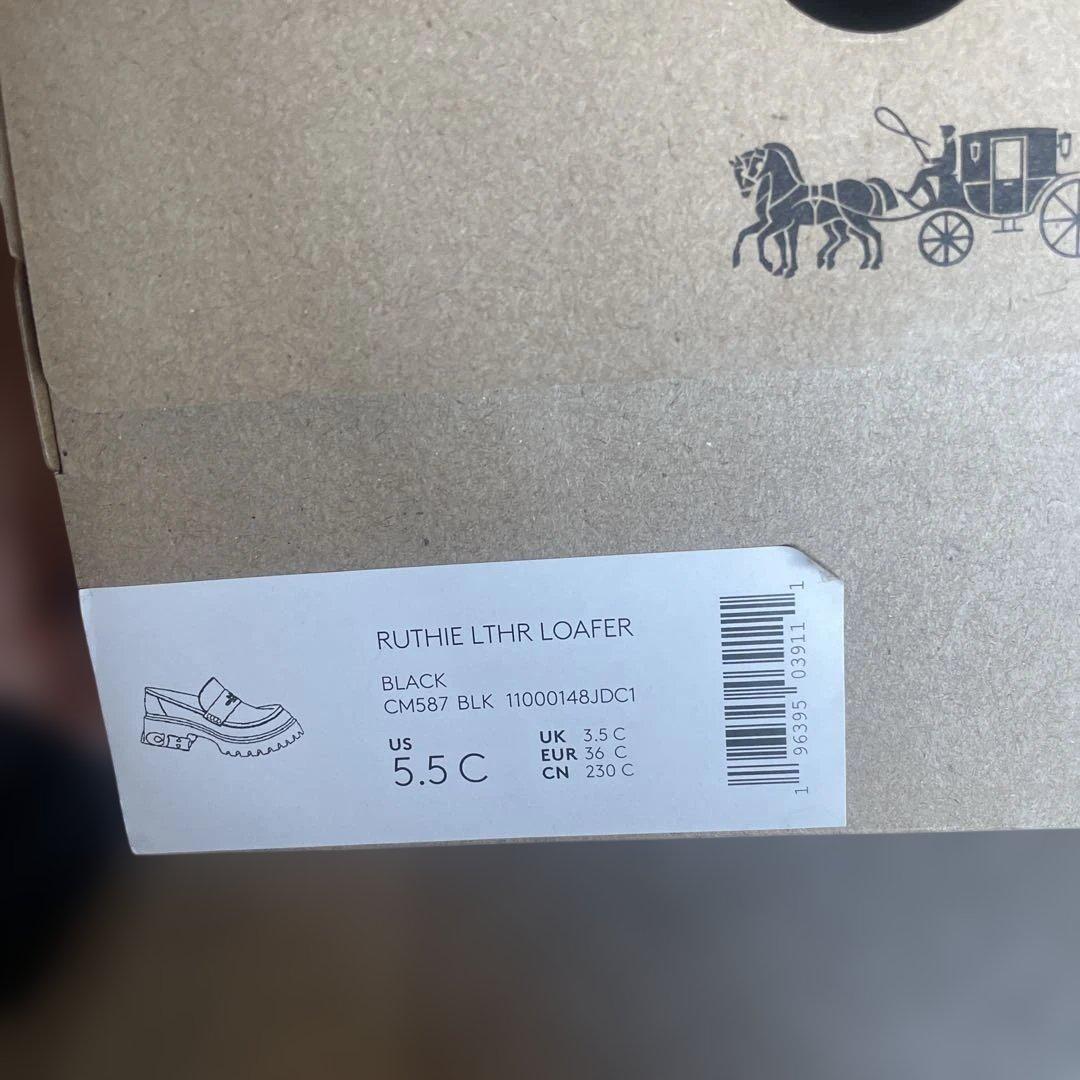 RUTHIE LTHR LOAFER
BLACK
CM587 BLK 11000148JDC1
US
5.5 C
UK 3.5 C
EUR 36 C
CN 230 C
1 96395 03911 1